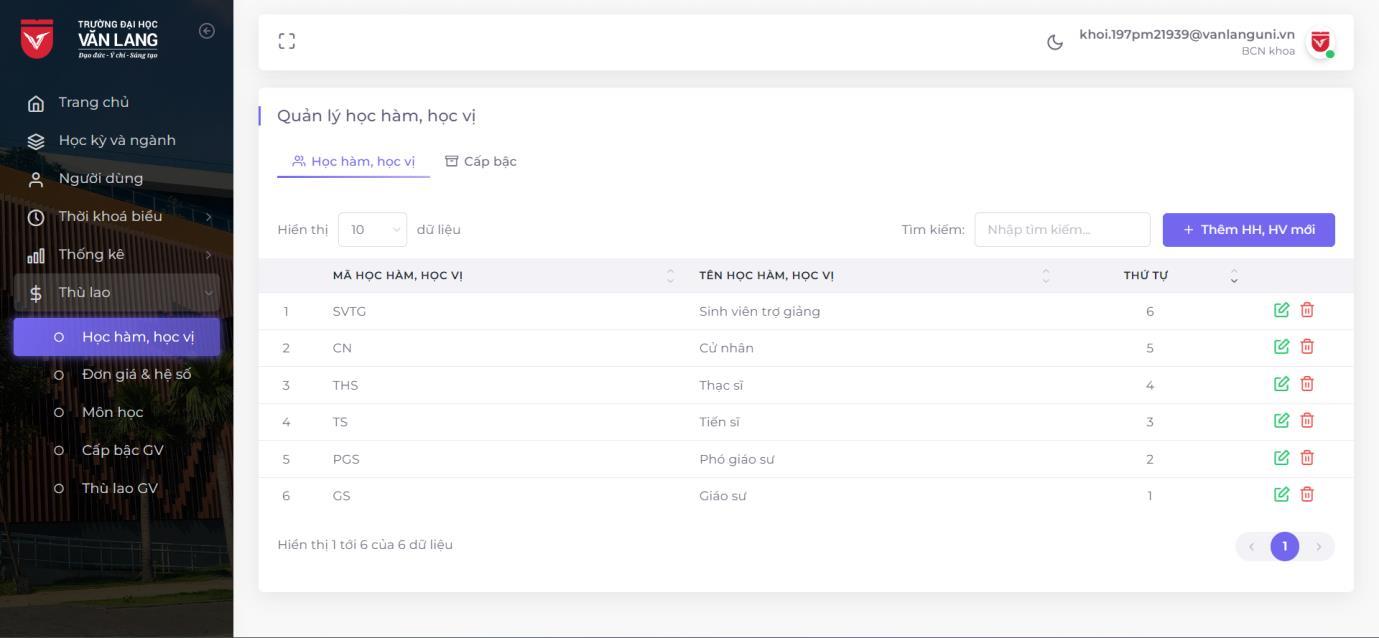 TRƯỜNG ĐẠI HỌC
VĂN LANG
Đạo đức - Ý chí - Sáng tạo
Trang chủ
Học kỳ và ngành
Người dùng
Thời khoá biểu
Thống kê
Thù lao
Học hàm, học vị
Đơn giá & hệ số
Môn học
Cấp bậc GV
Thù lao GV
khoi.197pm21939@vanlanguni.vn
BCN khoa
Quản lý học hàm, học vị
Học hàm, học vị Cấp bậc
Hiển thị 10 dữ liệu Tìm kiếm: Nhập tìm kiếm... + Thêm HH, HV mới
MÃ HỌC HÀM, HỌC VỊ TÊN HỌC HÀM, HỌC VỊ THỨ TỰ
1 SVTG Sinh viên trợ giảng 6
2 CN Cử nhân 5
3 THS Thạc sĩ 4
4 TS Tiến sĩ 3
5 PGS Phó giáo sư 2
6 GS Giáo sư 1
Hiển thị 1 tới 6 của 6 dữ liệu 1